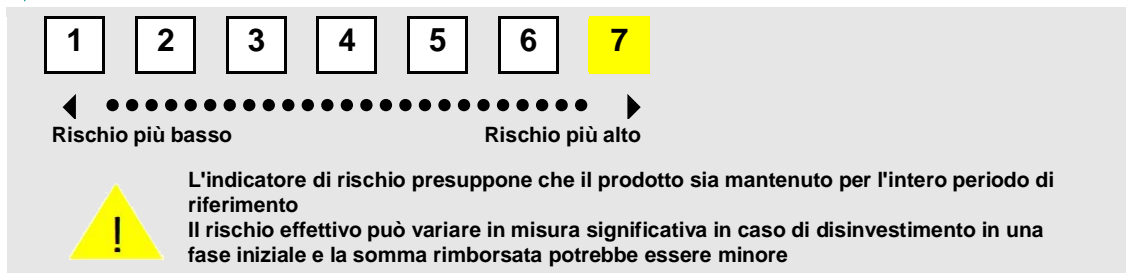 1 2 3 4 5 6 7
Rischio più basso Rischio più alto
L'indicatore di rischio presuppone che il prodotto sia mantenuto per l'intero periodo di
riferimento
Il rischio effettivo può variare in misura significativa in caso di disinvestimento in una
fase iniziale e la somma rimborsata potrebbe essere minore
!